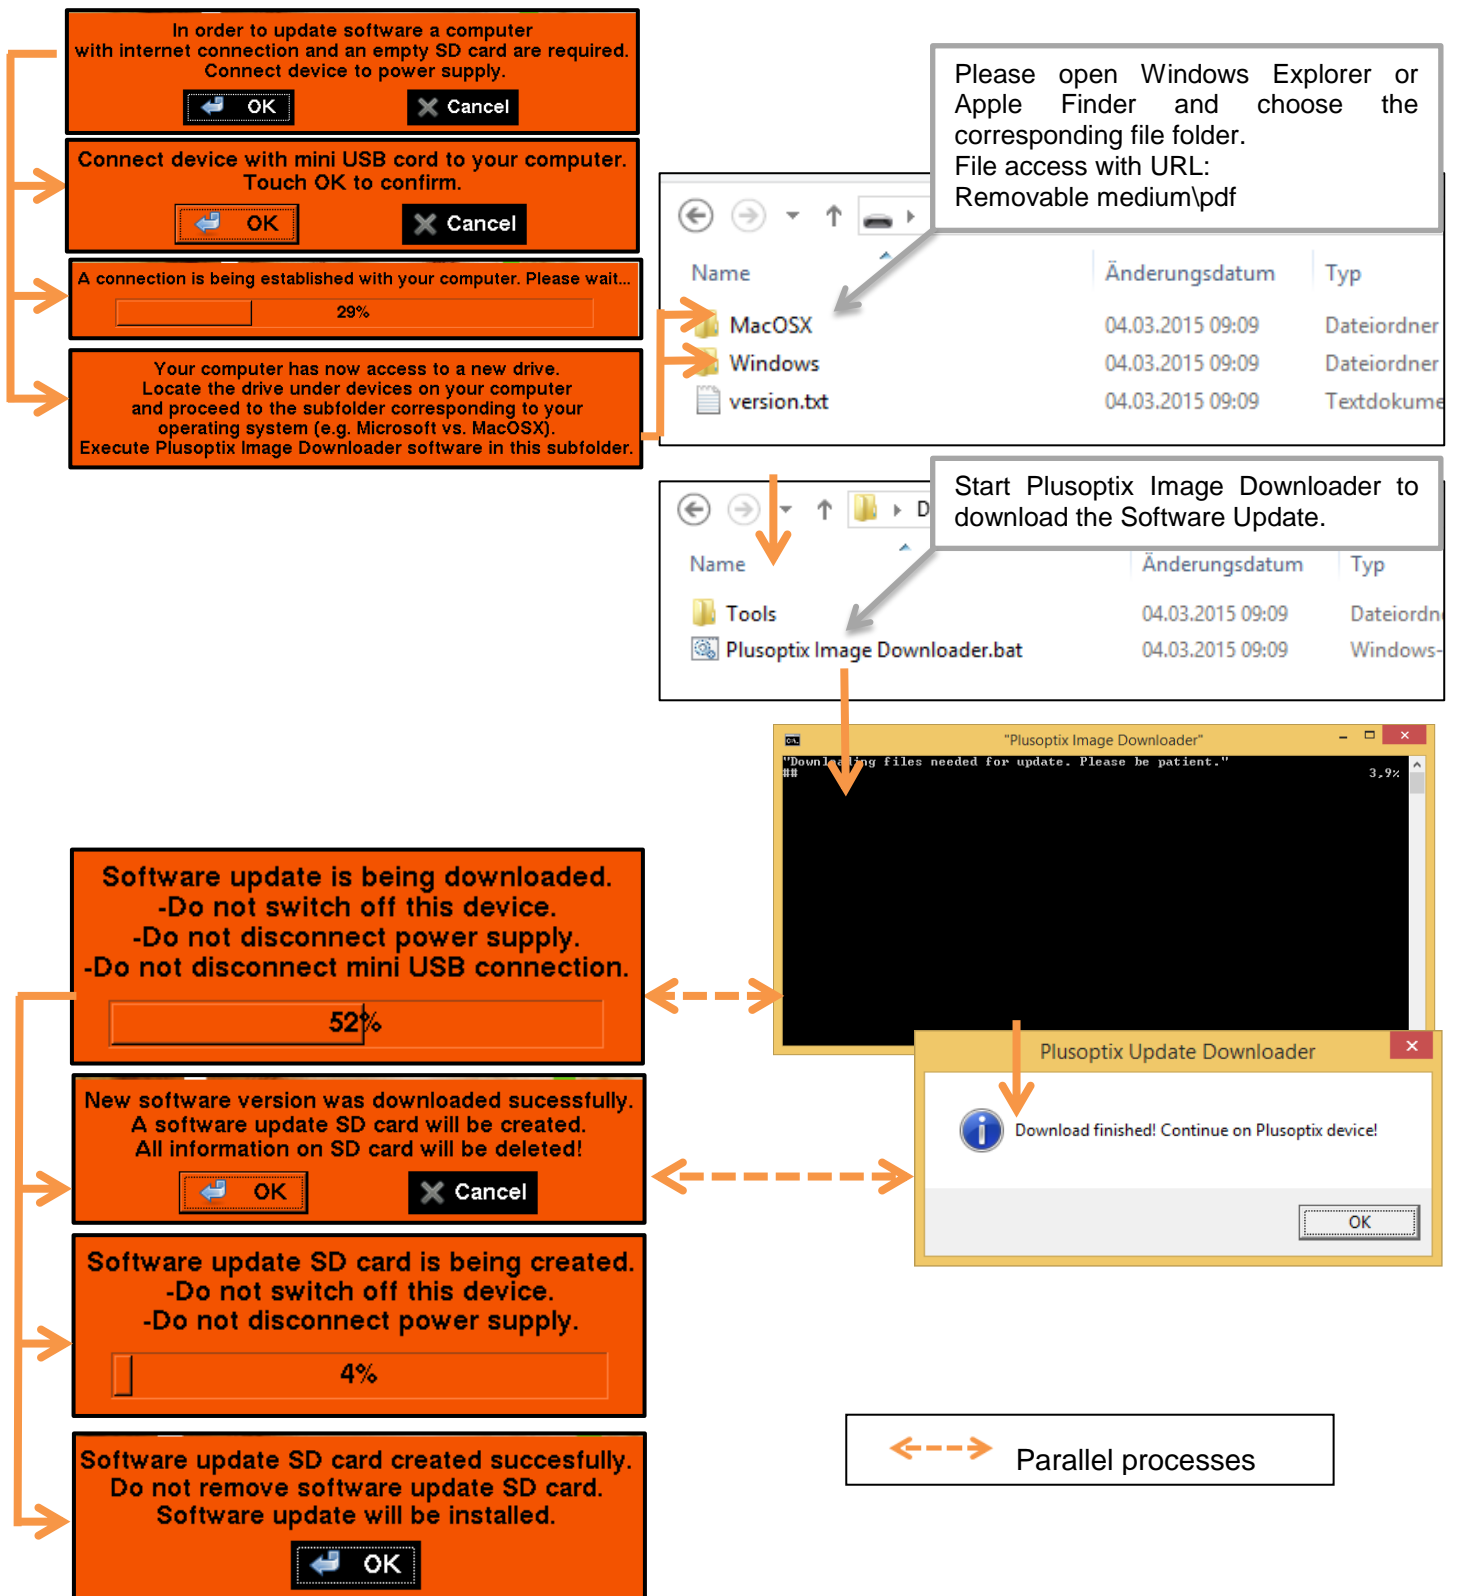 In order to update software a computer
with internet connection and an empty SD card are required.
Connect device to power supply.
OK
Cancel
Connect device with mini USB cord to your computer.
Touch OK to confirm.
OK
Cancel
A connection is being established with your computer. Please wait...
29%
Your computer has now access to a new drive.
Locate the drive under devices on your computer
and proceed to the subfolder corresponding to your
operating system (e.g. Microsoft vs. MacOSX).
Execute Plusoptix Image Downloader software in this subfolder.
Please open Windows Explorer or
Apple Finder and choose the
corresponding file folder.
File access with URL:
Removable medium\pdf
Name Änderungsdatum Typ
MacOSX 04.03.2015 09:09 Dateiordner
Windows 04.03.2015 09:09 Dateiordner
version.txt 04.03.2015 09:09 Textdokume
Start Plusoptix Image Downloader to
download the Software Update.
D
Name Änderungsdatum Typ
Tools 04.03.2015 09:09 Dateiordn
Plusoptix Image Downloader.bat 04.03.2015 09:09 Windows-
"Plusoptix Image Downloader"
"Downloading files needed for update. Please be patient."
## 3,9%
Software update is being downloaded.
-Do not switch off this device.
-Do not disconnect power supply.
-Do not disconnect mini USB connection.
52%
Plusoptix Update Downloader
Download finished! Continue on Plusoptix device!
OK
New software version was downloaded sucessfully.
A software update SD card will be created.
All information on SD card will be deleted!
OK
Cancel
Software update SD card is being created.
-Do not switch off this device.
-Do not disconnect power supply.
4%
Software update SD card created succesfully.
Do not remove software update SD card.
Software update will be installed.
OK
Parallel processes